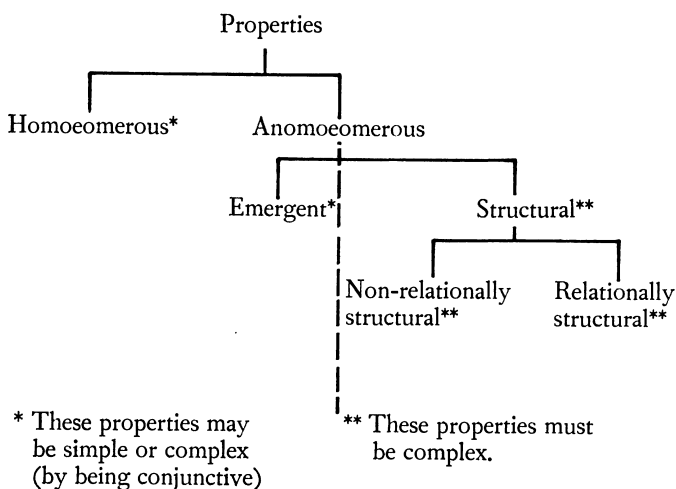 Properties
Homoeomerous*
Anomoeomerous
Emergent*
Structural**
Non-relationally
structural**
Relationally
structural**
* These properties may
be simple or complex
(by being conjunctive)
** These properties must
be complex.